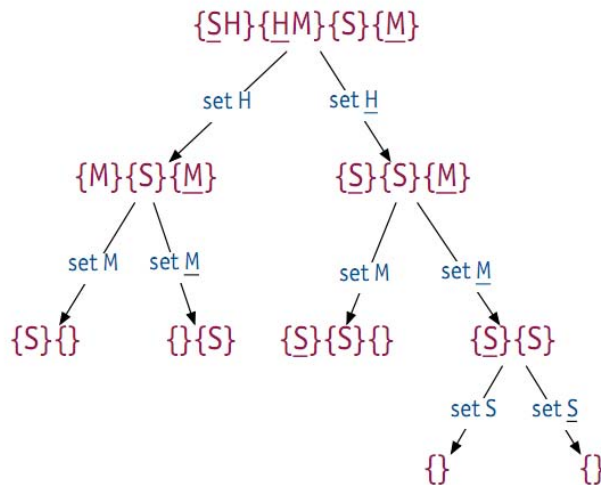 {S̲H}{H̲M}{S}{M̲}
set H set H̲
{M}{S}{M̲} {S̲}{S}{M̲}
set M set M̲ set M set M̲
{S}{} {}{S} {S̲}{S}{} {S̲}{S}
set S set S̲
{} {}